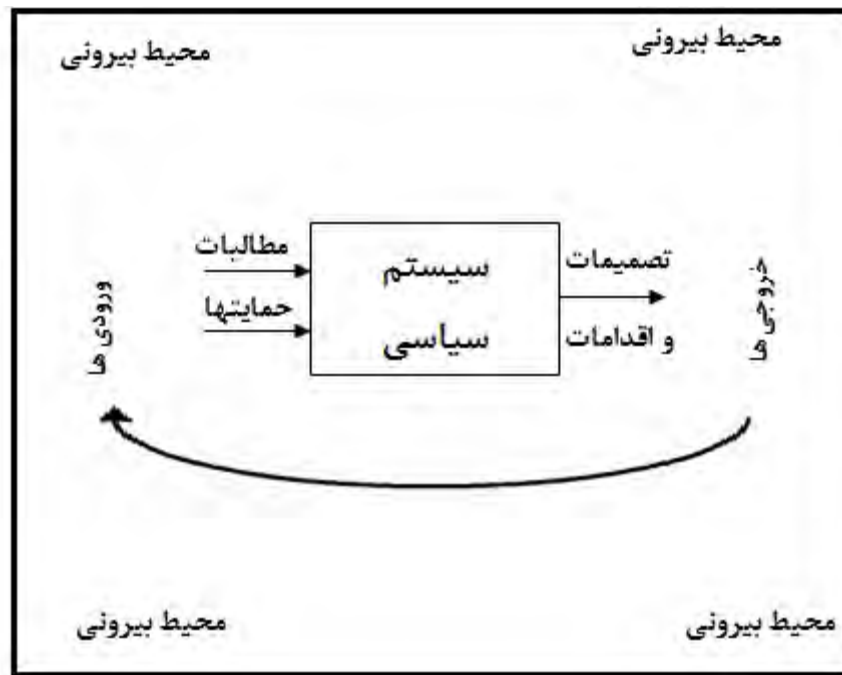 محیط بیرونی
محیط بیرونی
خروجی ها
تصمیمات
و اقدامات
سیستم
سیاسی
مطالبات
حمایتها
ورودی ها
محیط بیرونی
محیط بیرونی